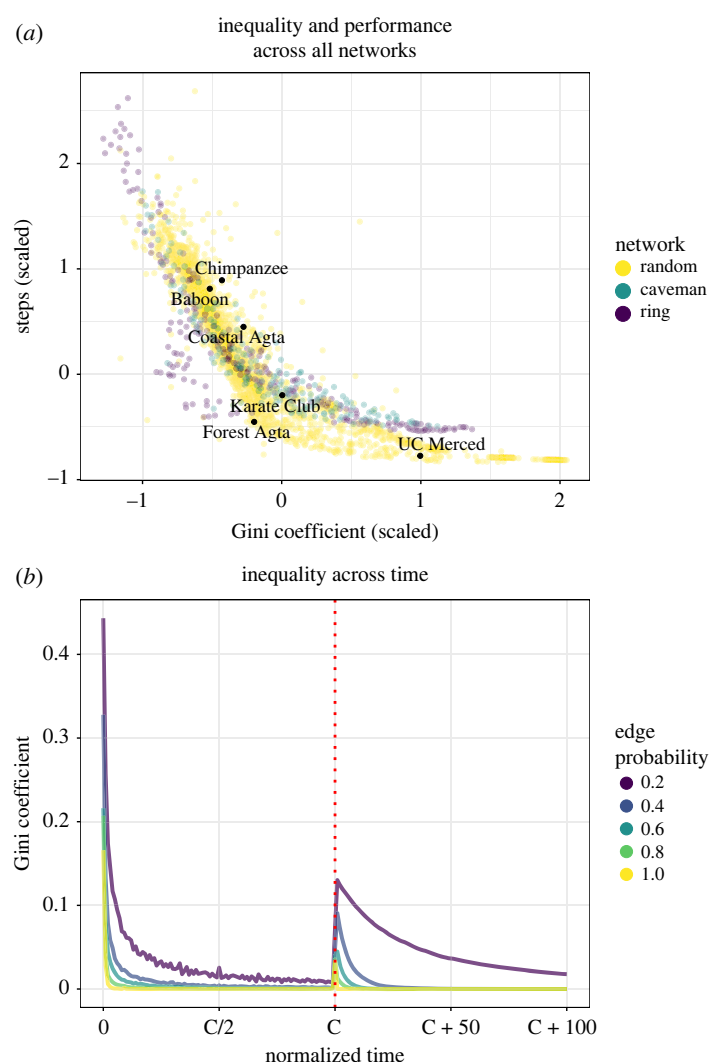 (a)
inequality and performance
across all networks
steps (scaled)
2
1
0
–1
Chimpanzee
Baboon
Coastal Agta
Karate Club
Forest Agta
UC Merced
–1
0
1
2
Gini coefficient (scaled)
network
random
caveman
ring
(b)
inequality across time
Gini coefficient
0.4
0.3
0.2
0.1
0
0
C/2
C
C + 50
C + 100
normalized time
edge
probability
0.2
0.4
0.6
0.8
1.0